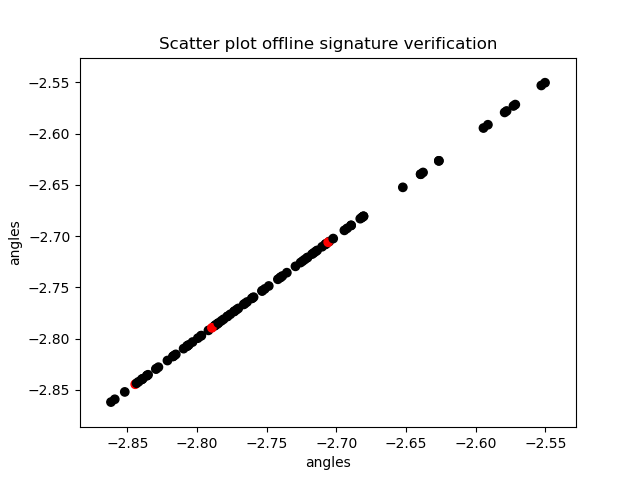 Scatter plot offline signature verification
−2.55
−2.60
−2.65
−2.70
−2.75
−2.80
−2.85
angles
−2.85 −2.80 −2.75 −2.70 −2.65 −2.60 −2.55
angles